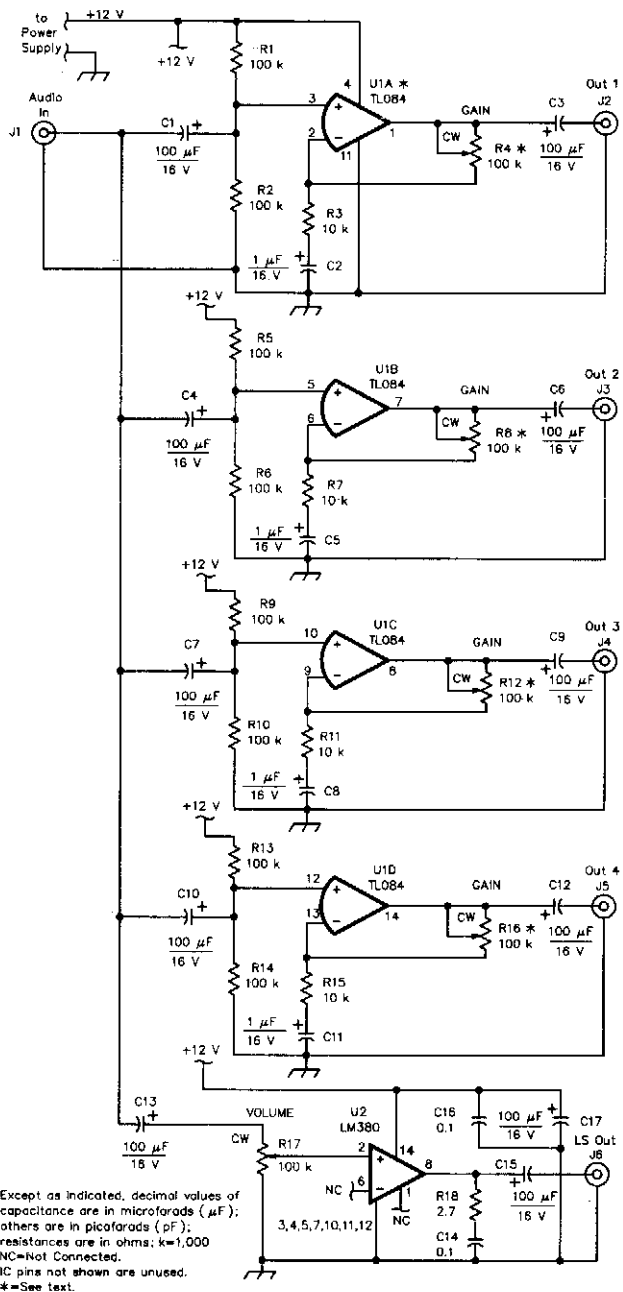 to
Power
Supply
+12 V
+12 V
R1
100 k
4
U1A *
TL084
Out 1
J2
Audio
In
J1
C1
+
100 µF
16 V
3
+
2
−
11
1
GAIN
CW
R4 *
100 k
C3
+
100 µF
16 V
R2
100 k
R3
10 k
1 µF
16 V
+
C2
+12 V
R5
100 k
U1B
TL084
Out 2
J3
C4
+
100 µF
16 V
5
+
6
−
7
GAIN
CW
R8 *
100 k
C6
+
100 µF
16 V
R6
100 k
R7
10 k
1 µF
16 V
+
C5
+12 V
R9
100 k
U1C
TL084
Out 3
J4
C7
+
100 µF
16 V
10
+
9
−
8
GAIN
CW
R12 *
100 k
C9
+
100 µF
16 V
R10
100 k
R11
10 k
1 µF
16 V
+
C8
+12 V
R13
100 k
U1D
TL084
Out 4
J5
C10
+
100 µF
16 V
12
+
13
−
14
GAIN
CW
R16 *
100 k
C12
+
100 µF
16 V
R14
100 k
R15
10 k
1 µF
16 V
+
C11
+12 V
C13
+
100 µF
16 V
VOLUME
CW
R17
100 k
U2
LM380
2
+
6
−
NC
14
8
1
NC
3,4,5,7,10,11,12
C16
0.1
100 µF
16 V
+
C17
LS Out
J6
C15
+
100 µF
16 V
R18
2.7
C14
0.1
Except as indicated, decimal values of
capacitance are in microfarads (µF);
others are in picofarads (pF);
resistances are in ohms; k=1,000
NC=Not Connected.
IC pins not shown are unused.
*=See text.